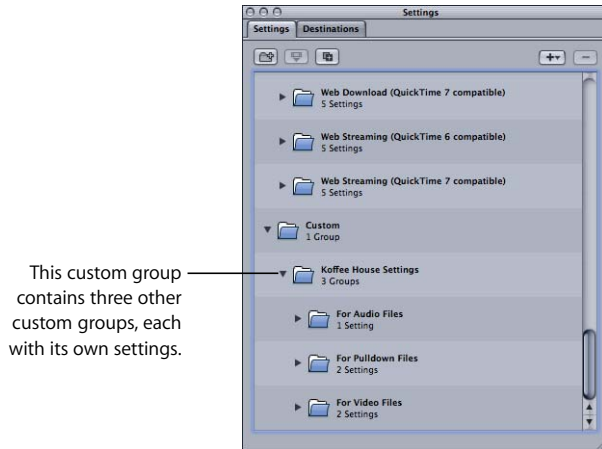 Settings
Settings
Destinations
Web Download (QuickTime 7 compatible)
5 Settings
Web Streaming (QuickTime 6 compatible)
5 Settings
Web Streaming (QuickTime 7 compatible)
5 Settings
Custom
1 Group
Koffee House Settings
3 Groups
For Audio Files
1 Setting
For Pulldown Files
2 Settings
For Video Files
2 Settings
This custom group
contains three other
custom groups, each
with its own settings.